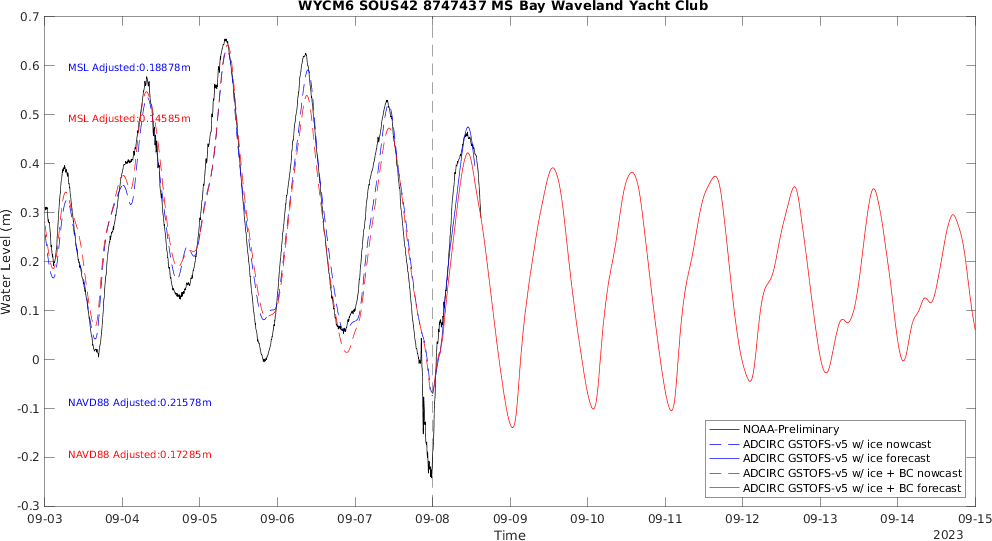 WYCM6 SOUS42 8747437 MS Bay Waveland Yacht Club
0.7
0.6
0.5
0.4
0.3
0.2
0.1
0
-0.1
-0.2
-0.3
Water Level (m)
MSL Adjusted:0.18878m
MSL Adjusted:0.14585m
NAVD88 Adjusted:0.21578m
NAVD88 Adjusted:0.17285m
NOAA-Preliminary
ADCIRC GSTOFS-v5 w/ ice nowcast
ADCIRC GSTOFS-v5 w/ ice forecast
ADCIRC GSTOFS-v5 w/ ice + BC nowcast
ADCIRC GSTOFS-v5 w/ ice + BC forecast
09-03 09-04 09-05 09-06 09-07 09-08 09-09 09-10 09-11 09-12 09-13 09-14 09-15
Time
2023